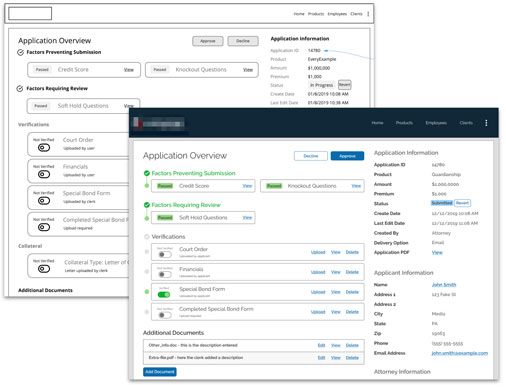 Home Products Employees Clients
Application Overview
Approve
Decline
Factors Preventing Submission
Passed Credit Score View
Passed Knockout Questions View
Factors Requiring Review
Passed Soft Hold Questions View
Verifications
Not Verified Court Order
Uploaded by user
Not Verified Financials
Uploaded by user
Not Verified Special Bond Form
Uploaded by clerk
Not Verified Completed Special Bond F
Upload required
Collateral
Not Verified Collateral Type: Letter of C
Letter uploaded by clerk
Additional Documents
Application Information
Application ID 14780
Product EveryExample
Amount $1,000,000
Premium $1,000
Status In Progress Revert
Create Date 01/8/2019 10:08 AM
Last Edit Date 01/8/2019 10:38 AM
Home Products Employees Clients
Application Overview
Decline
Approve
Factors Preventing Submission
Passed Credit Score View
Passed Knockout Questions View
Factors Requiring Review
Passed Soft Hold Questions View
Verifications
Not Verified Court Order Upload View Delete
Uploaded by applicant
Not Verified Financials Upload View Delete
Uploaded by applicant
Verified Special Bond Form Upload View Delete
Uploaded by applicant
Not Verified Completed Special Bond Form Upload View Delete
Upload required
Additional Documents
Other_info.doc - this is the description entered Edit View Delete
Extra-file.pdf - here the clerk added a description Edit View Delete
Add Document
Application Information
Application ID 14780
Product Guardianship
Amount
Premium $1,000
Status Submitted Revert
Create Date 12/12/2019 10:08 AM
Last Edit Date 12/12/2019 11:08 AM
Created By Attorney
Delivery Option Email
Application PDF View
Applicant Information
Name John Smith
Address 1 123 Fake St
Address 2
City Media
State PA
Zip 19063
Phone (555) 555-5555
Email Address john.smith@example.com
Attorney Information